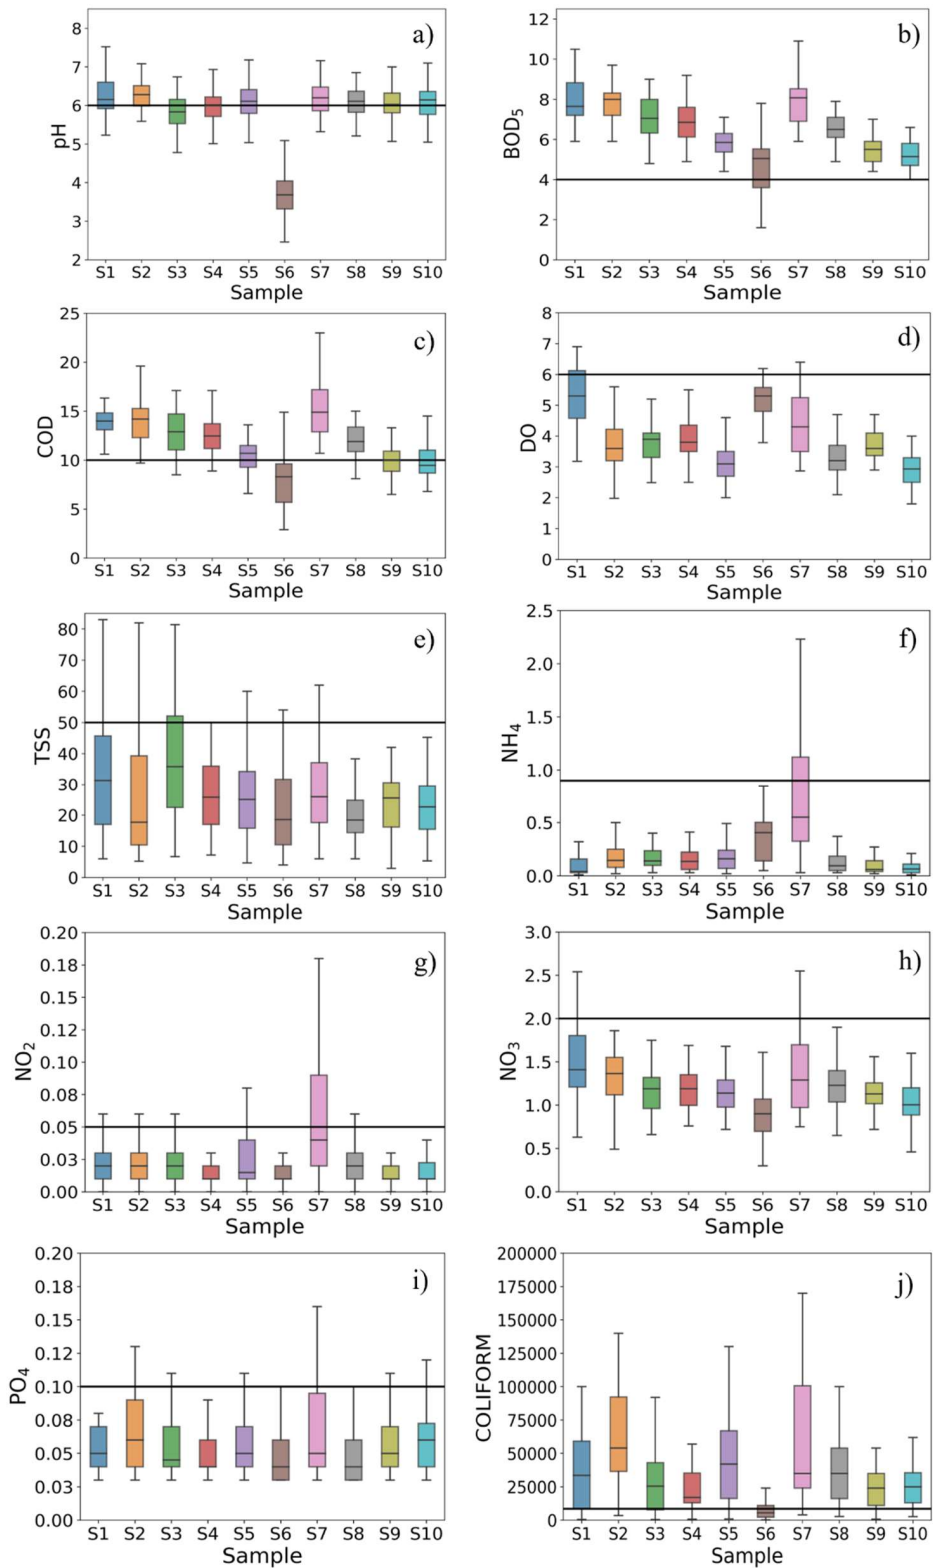 a)
8
7
6
5
4
3
2
pH
S1 S2 S3 S4 S5 S6 S7 S8 S9 S10
Sample
b)
12
10
8
6
4
2
0
BOD₅
S1 S2 S3 S4 S5 S6 S7 S8 S9 S10
Sample
c)
25
20
15
10
5
0
COD
S1 S2 S3 S4 S5 S6 S7 S8 S9 S10
Sample
d)
8
7
6
5
4
3
2
1
0
DO
S1 S2 S3 S4 S5 S6 S7 S8 S9 S10
Sample
e)
80
70
60
50
40
30
20
10
0
TSS
S1 S2 S3 S4 S5 S6 S7 S8 S9 S10
Sample
f)
2.5
2.0
1.5
1.0
0.5
0.0
NH₄
S1 S2 S3 S4 S5 S6 S7 S8 S9 S10
Sample
g)
0.20
0.18
0.15
0.12
0.10
0.08
0.05
0.03
0.00
NO₂
S1 S2 S3 S4 S5 S6 S7 S8 S9 S10
Sample
h)
3.0
2.5
2.0
1.5
1.0
0.5
0.0
NO₃
S1 S2 S3 S4 S5 S6 S7 S8 S9 S10
Sample
i)
0.20
0.18
0.15
0.12
0.10
0.08
0.05
0.03
0.00
PO₄
S1 S2 S3 S4 S5 S6 S7 S8 S9 S10
Sample
j)
200000
175000
150000
125000
100000
75000
50000
25000
0
COLIFORM
S1 S2 S3 S4 S5 S6 S7 S8 S9 S10
Sample